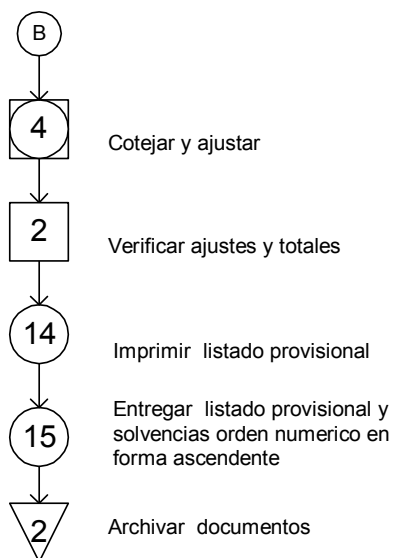 B
4
Cotejar y ajustar
2
Verificar ajustes y totales
14
Imprimir listado provisional
15
Entregar listado provisional y
solvencias orden numerico en
forma ascendente
2
Archivar documentos